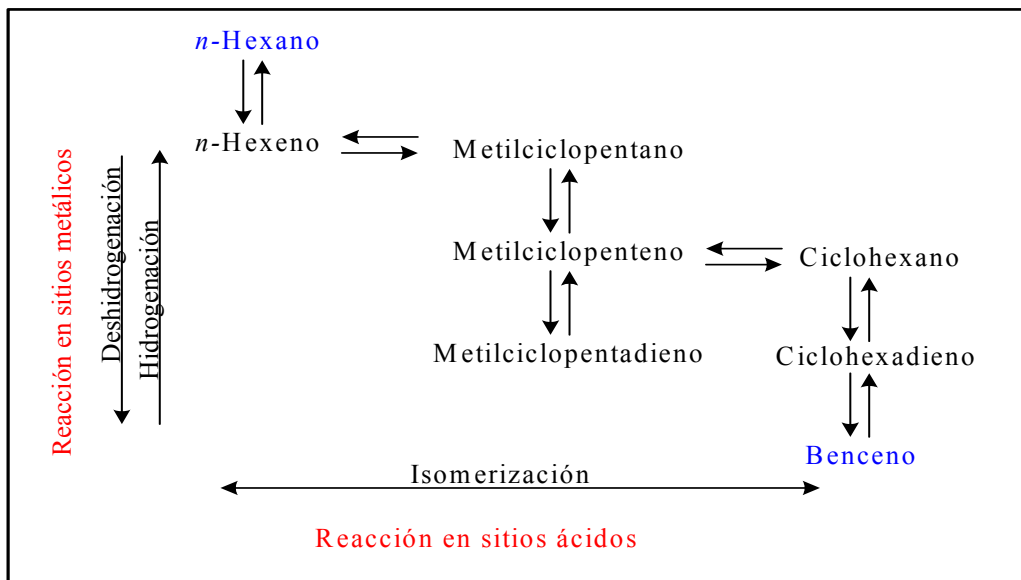 n-Hexano
n-Hexeno
Metilciclopentano
Metilciclopenteno
Ciclohexano
Metilciclopentadieno
Ciclohexadieno
Benceno
Reacción en sitios metálicos
Deshidrogenación
Hidrogenación
Isomerización
Reacción en sitios ácidos